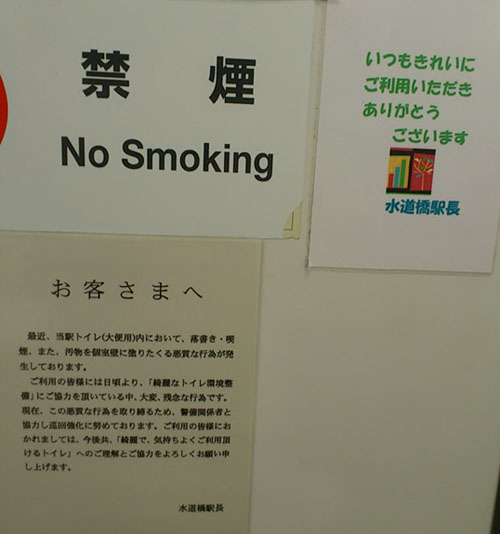 禁 煙
No Smoking
いつもきれいに
ご利用いただき
ありがとう
ございます
水道橋駅長
お客さまへ
最近、当駅トイレ(大便用)内において、落書き・喫
煙、また、汚物を個室壁に塗りたくる悪質な行為が発
生しております。
ご利用の皆様には日頃より、「綺麗なトイレ環境整
備」にご協力を頂いている中、大変、残念な行為です。
現在、この悪質な行為を取り締るため、警備関係者と
協力し巡回強化に努めております。ご利用の皆様にお
かれましては、今後共、「綺麗で、気持ちよくご利用頂
けるトイレ」へのご理解とご協力をよろしくお願い申
し上げます。
水道橋駅長